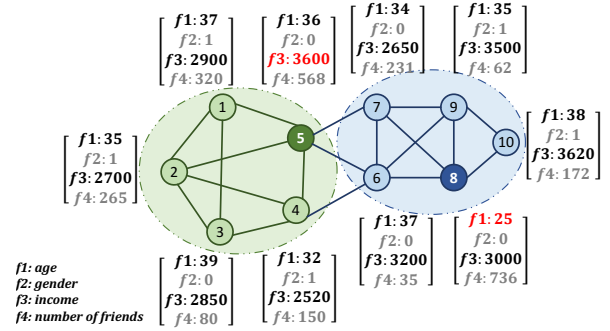 f1: 37
f2: 1
f3: 2900
f4: 320
f1: 36
f2: 0
f3: 3600
f4: 568
f1: 34
f2: 0
f3: 2650
f4: 231
f1: 35
f2: 1
f3: 3500
f4: 62
1
7
9
f1: 35
f2: 1
f3: 2700
f4: 265
5
f1: 38
f2: 1
f3: 3620
f4: 172
10
2
6
8
4
3
f1: 39
f2: 0
f3: 2850
f4: 80
f1: 32
f2: 1
f3: 2520
f4: 150
f1: 37
f2: 0
f3: 3200
f4: 35
f1: 25
f2: 0
f3: 3000
f4: 736
f1: age
f2: gender
f3: income
f4: number of friends